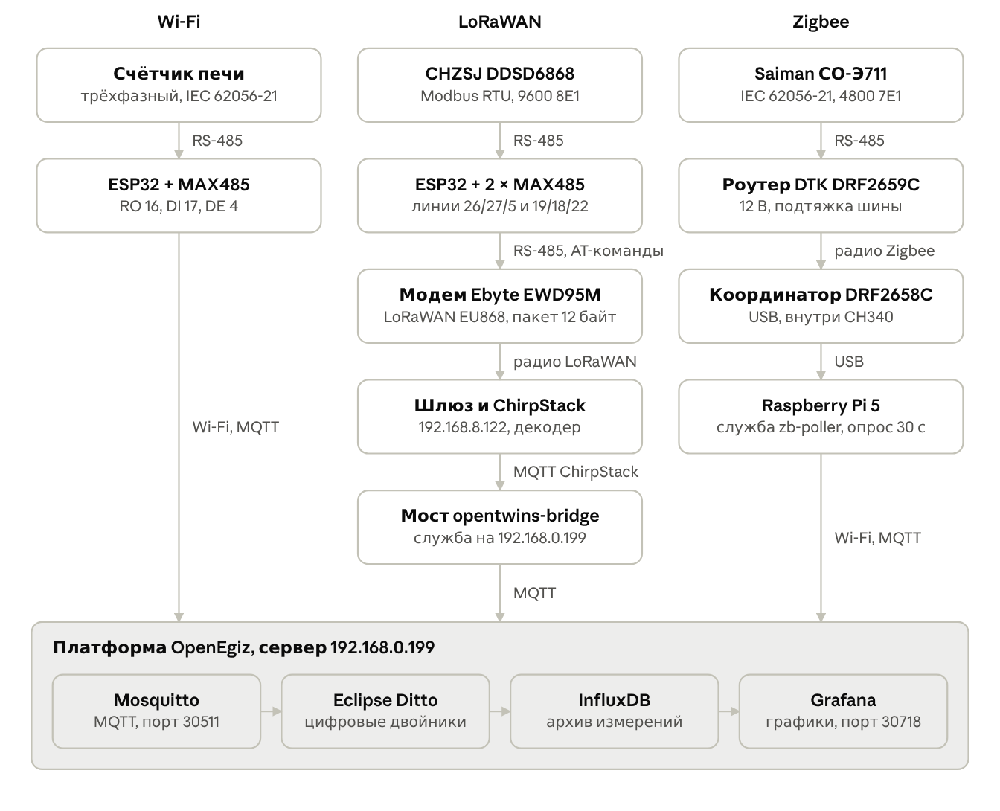 Wi-Fi
LoRaWAN
Zigbee
Счётчик печи
трёхфазный, IEC 62056-21
CHZSJ DDSD6868
Modbus RTU, 9600 8E1
Saiman СО-Э711
IEC 62056-21, 4800 7E1
RS-485
RS-485
RS-485
ESP32 + MAX485
RO 16, DI 17, DE 4
ESP32 + 2 × MAX485
линии 26/27/5 и 19/18/22
Роутер DTK DRF2659C
12 В, подтяжка шины
RS-485, AT-команды
радио Zigbee
Модем Ebyte EWD95M
LoRaWAN EU868, пакет 12 байт
Координатор DRF2658C
USB, внутри CH340
радио LoRaWAN
USB
Шлюз и ChirpStack
192.168.8.122, декодер
Raspberry Pi 5
служба zb-poller, опрос 30 с
Wi-Fi, MQTT
MQTT ChirpStack
Мост opentwins-bridge
служба на 192.168.0.199
Wi-Fi, MQTT
MQTT
Платформа OpenEgiz, сервер 192.168.0.199
Mosquitto
MQTT, порт 30511
Eclipse Ditto
цифровые двойники
InfluxDB
архив измерений
Grafana
графики, порт 30718